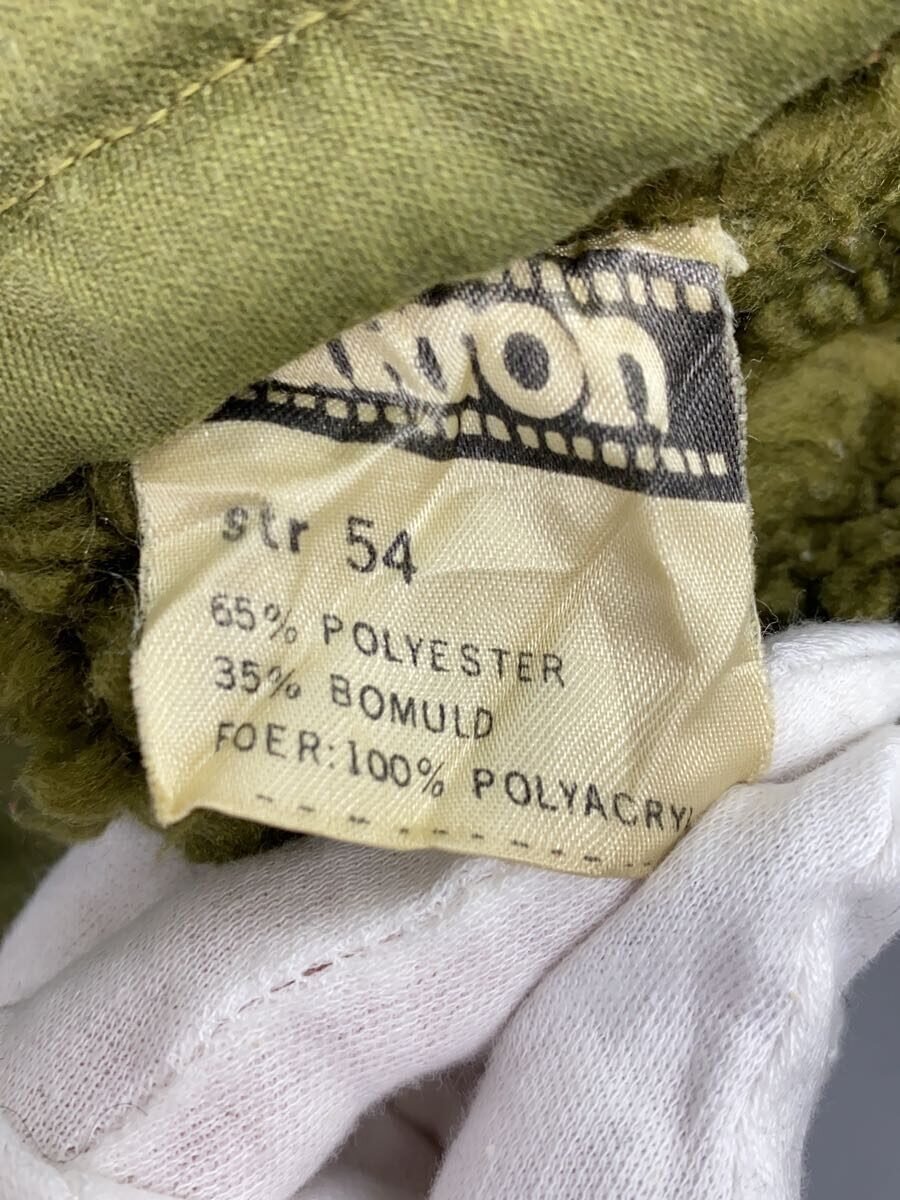 str 54
65% POLYESTER
35% BOMULD
FOER:100% POLYACRYL